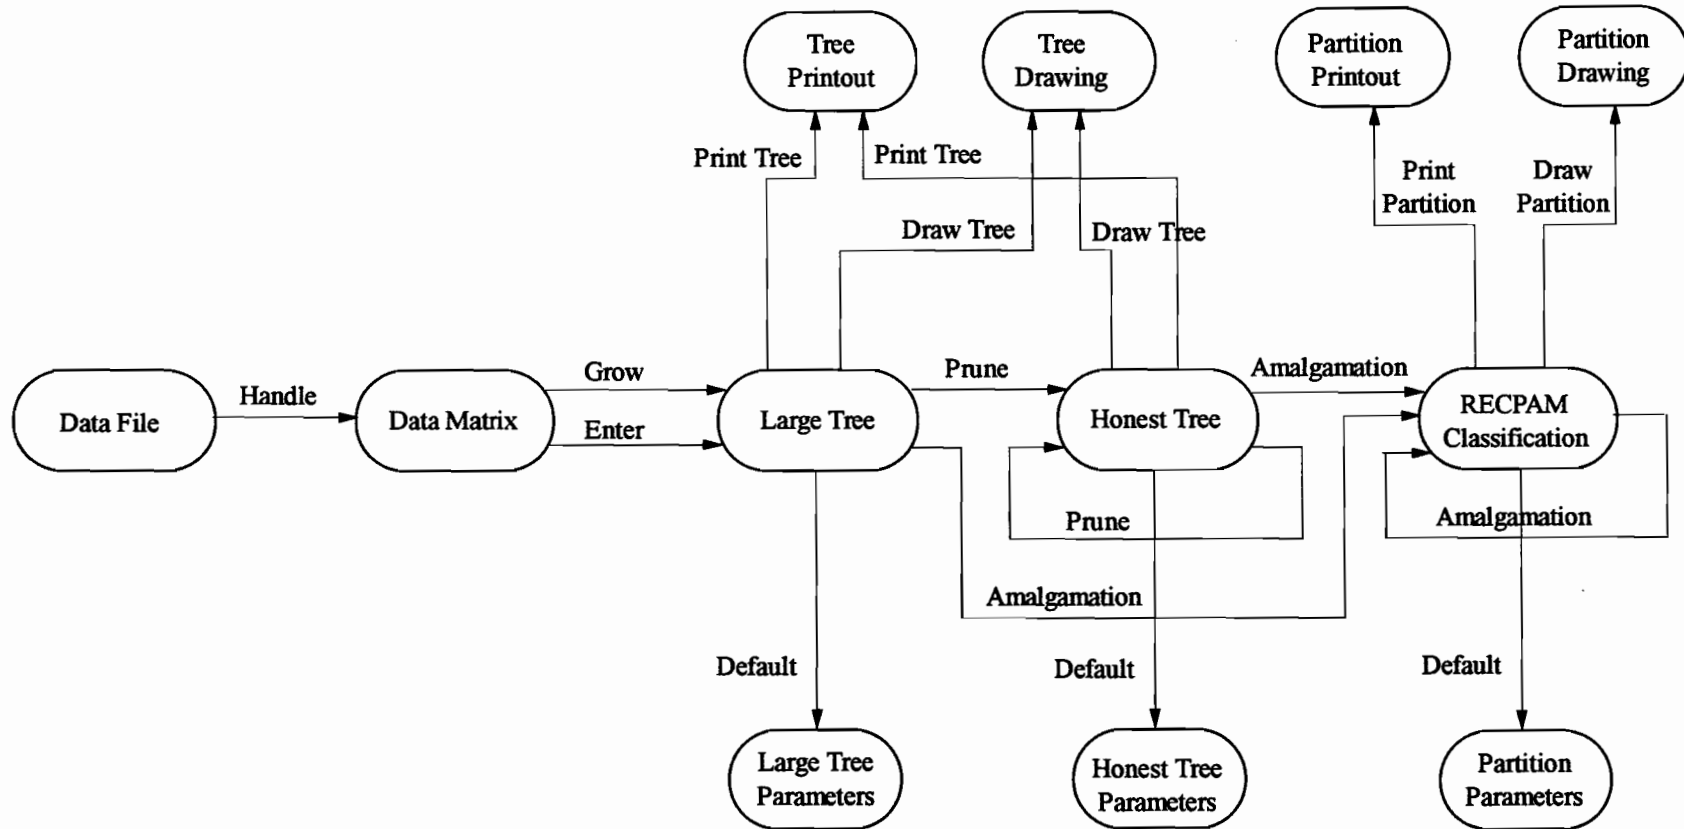 Tree
Printout
Tree
Drawing
Partition
Printout
Partition
Drawing
Print Tree
Print Tree
Print
Partition
Draw
Partition
Draw Tree
Draw Tree
Data File
Handle
Data Matrix
Grow
Enter
Large Tree
Prune
Honest Tree
Amalgamation
RECPAM
Classification
Prune
Amalgamation
Amalgamation
Default
Default
Default
Large Tree
Parameters
Honest Tree
Parameters
Partition
Parameters